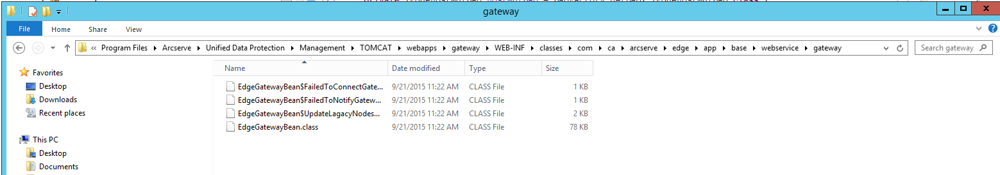 gateway
File Home Share View
« Program Files Arcserve Unified Data Protection Management TOMCAT webapps gateway WEB-INF classes com ca arcserve edge app base webservice gateway Search gateway
Favorites
Desktop
Downloads
Recent places
This PC
Desktop
Documents
Name Date modified Type Size
EdgeGatewayBean$FailedToConnectGate... 9/21/2015 11:22 AM CLASS File 1 KB
EdgeGatewayBean$FailedToNotifyGatew... 9/21/2015 11:22 AM CLASS File 1 KB
EdgeGatewayBean$UpdateLagacyNodes... 9/21/2015 11:22 AM CLASS File 2 KB
EdgeGatewayBean.class 9/21/2015 11:22 AM CLASS File 78 KB